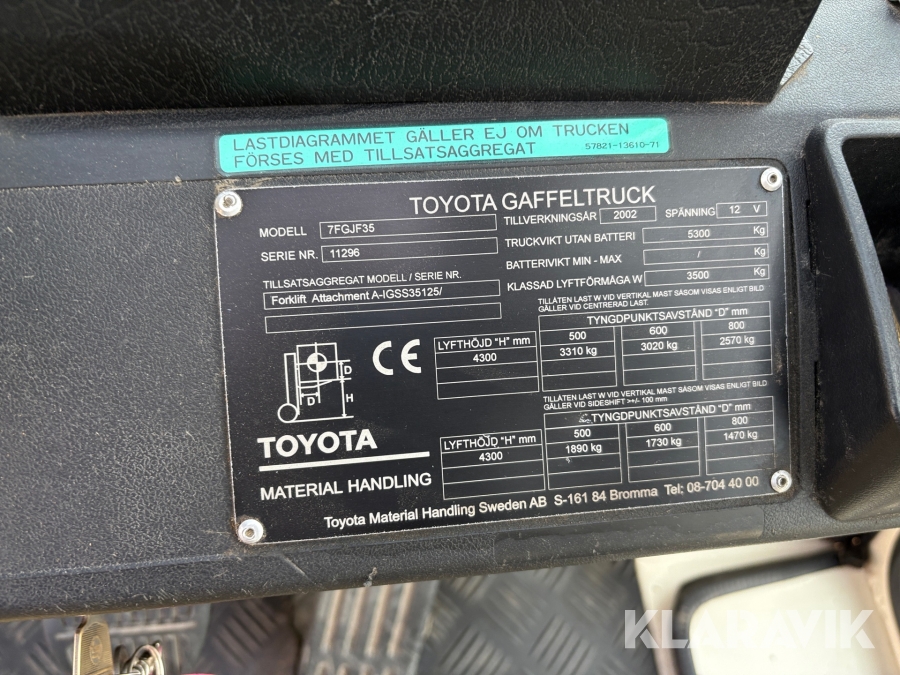 LASTDIAGRAMMET GÄLLER EJ OM TRUCKEN
FÖRSES MED TILLSATSAGGREGAT 57821-13610-71
TOYOTA GAFFELTRUCK
MODELL 7FGJF35
TILLVERKNINGSÅR 2002 SPÄNNING 12 V
SERIE NR. 11296
TRUCKVIKT UTAN BATTERI 5300 Kg
BATTERIVIKT MIN - MAX / Kg
TILLSATSAGGREGAT MODELL / SERIE NR.
KLASSAD LYFTFÖRMÅGA W 3500 Kg
Forklift Attachment A-IGSS35125/
TILLÅTEN LAST W VID VERTIKAL MAST SÅSOM VISAS ENLIGT BILD
GÄLLER VID CENTRERAD LAST.
TYNGDPUNKTSAVSTÅND "D" mm
LYFTHÖJD "H" mm 500 600 800
4300 3310 kg 3020 kg 2570 kg
D
D H
CE
TILLÅTEN LAST W VID VERTIKAL MAST SÅSOM VISAS ENLIGT BILD
GÄLLER VID SIDESHIFT >+/- 100 mm
TYNGDPUNKTSAVSTÅND "D" mm
LYFTHÖJD "H" mm 500 600 800
4300 1890 kg 1730 kg 1470 kg
TOYOTA
MATERIAL HANDLING
Toyota Material Handling Sweden AB S-161 84 Bromma Tel: 08-704 40 00
KLARAVIK